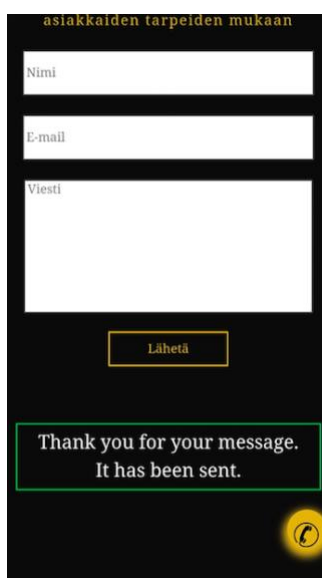 asiakkaiden tarpeiden mukaan
Nimi
E-mail
Viesti
Lähetä
Thank you for your message.
It has been sent.